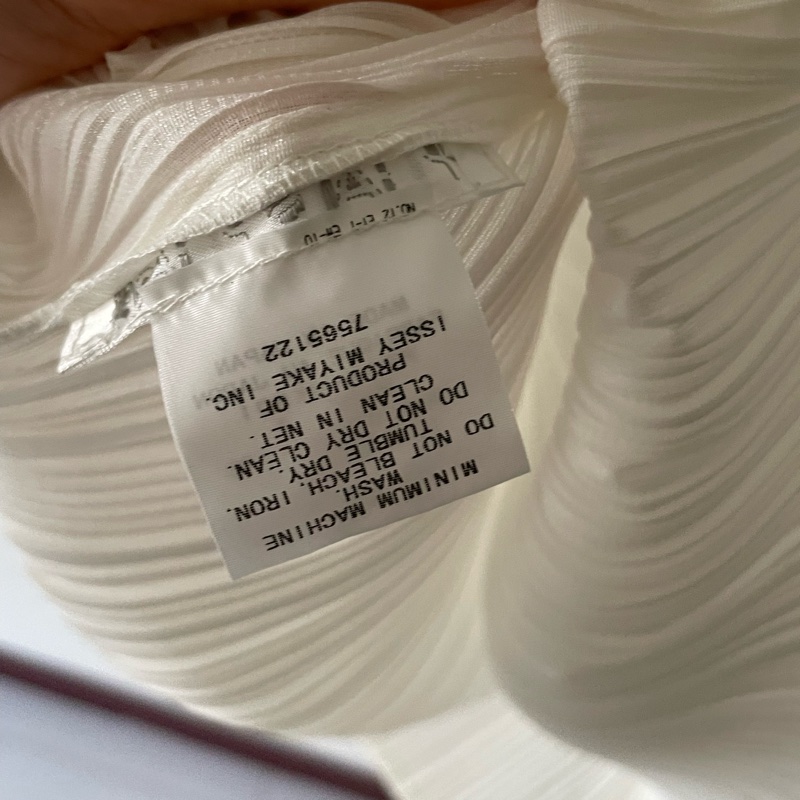 MINIMUM MACHINE
WASH.
DO NOT BLEACH, IRON.
TUMBLE DRY.
DO NOT DRY CLEAN.
CLEAN IN NET.
PRODUCT OF
ISSEY MIYAKE INC.
7565122